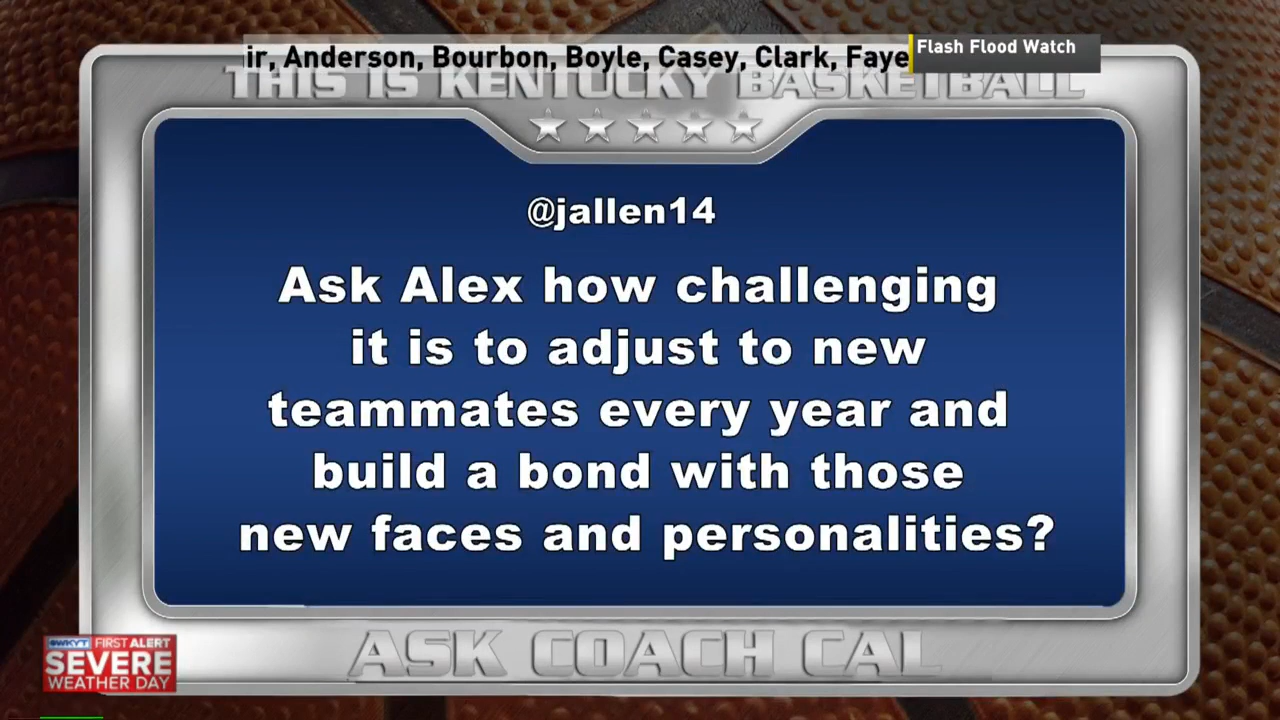 ir, Anderson, Bourbon, Boyle, Casey, Clark, Faye
Flash Flood Watch
THIS IS KENTUCKY BASKETBALL
@jallen14
Ask Alex how challenging
it is to adjust to new
teammates every year and
build a bond with those
new faces and personalities?
ASK COACH CAL
WKYT FIRST ALERT
SEVERE
WEATHER DAY